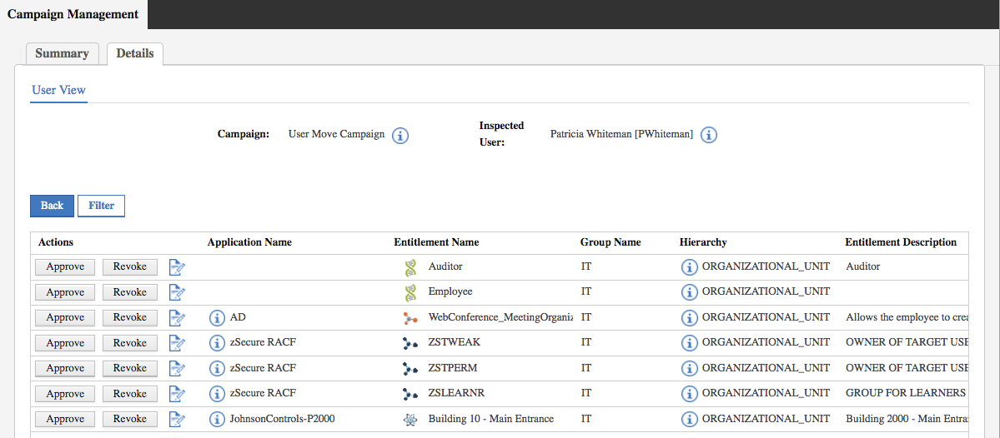 Campaign Management
Summary Details
User View
Campaign: User Move Campaign Inspected User: Patricia Whiteman [PWhiteman]
Back Filter
Actions Application Name Entitlement Name Group Name Hierarchy Entitlement Description
Approve Revoke Auditor IT ORGANIZATIONAL_UNIT Auditor
Approve Revoke Employee IT ORGANIZATIONAL_UNIT
Approve Revoke AD WebConference_MeetingOrganiz IT ORGANIZATIONAL_UNIT Allows the employee to crea
Approve Revoke zSecure RACF ZSTWEAK IT ORGANIZATIONAL_UNIT OWNER OF TARGET USE
Approve Revoke zSecure RACF ZSTPERM IT ORGANIZATIONAL_UNIT OWNER OF TARGET USE
Approve Revoke zSecure RACF ZSLEARNR IT ORGANIZATIONAL_UNIT GROUP FOR LEARNERS
Approve Revoke JohnsonControls-P2000 Building 10 - Main Entrance IT ORGANIZATIONAL_UNIT Building 2000 - Main Entra